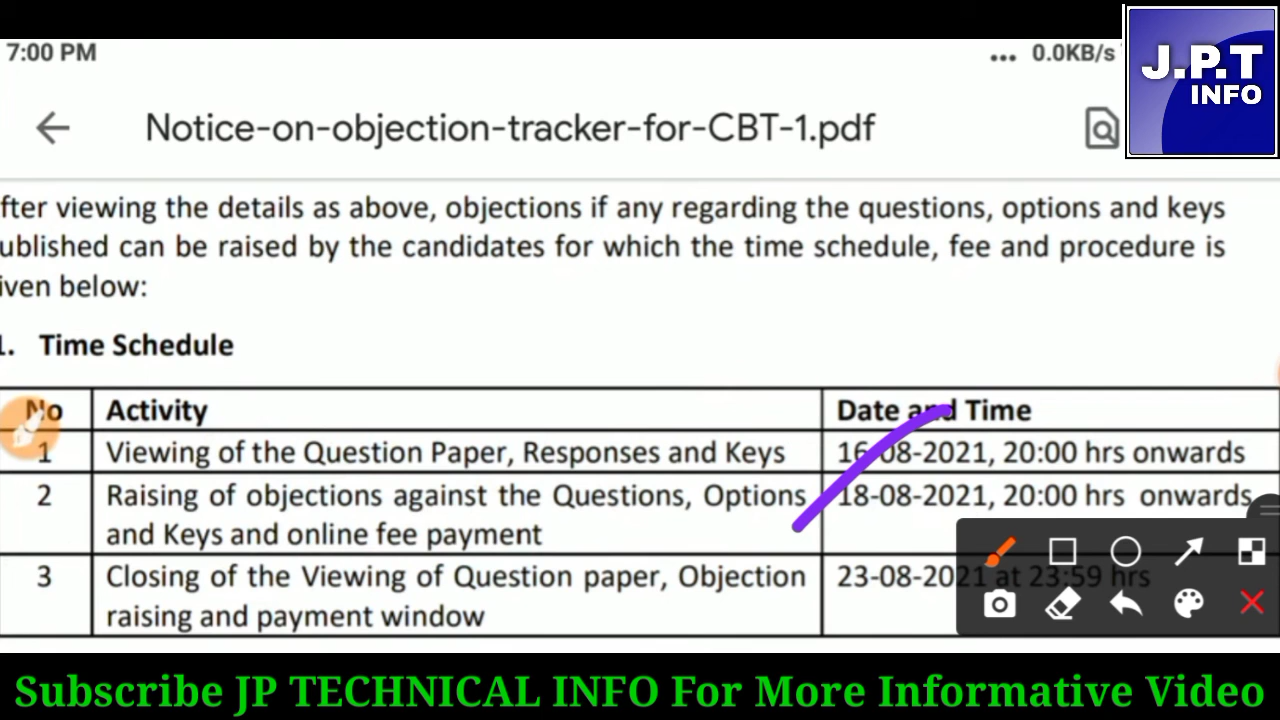 7:00 PM
... 0.0KB/s
J.P.T
INFO
Notice-on-objection-tracker-for-CBT-1.pdf
fter viewing the details as above, objections if any regarding the questions, options and keys
ublished can be raised by the candidates for which the time schedule, fee and procedure is
iven below:
1. Time Schedule
No Activity Date and Time
1 Viewing of the Question Paper, Responses and Keys 16-08-2021, 20:00 hrs onwards
2 Raising of objections against the Questions, Options 18-08-2021, 20:00 hrs onwards
and Keys and online fee payment
3 Closing of the Viewing of Question paper, Objection 23-08-2021 at 23:59 hrs
raising and payment window
Subscribe JP TECHNICAL INFO For More Informative Video